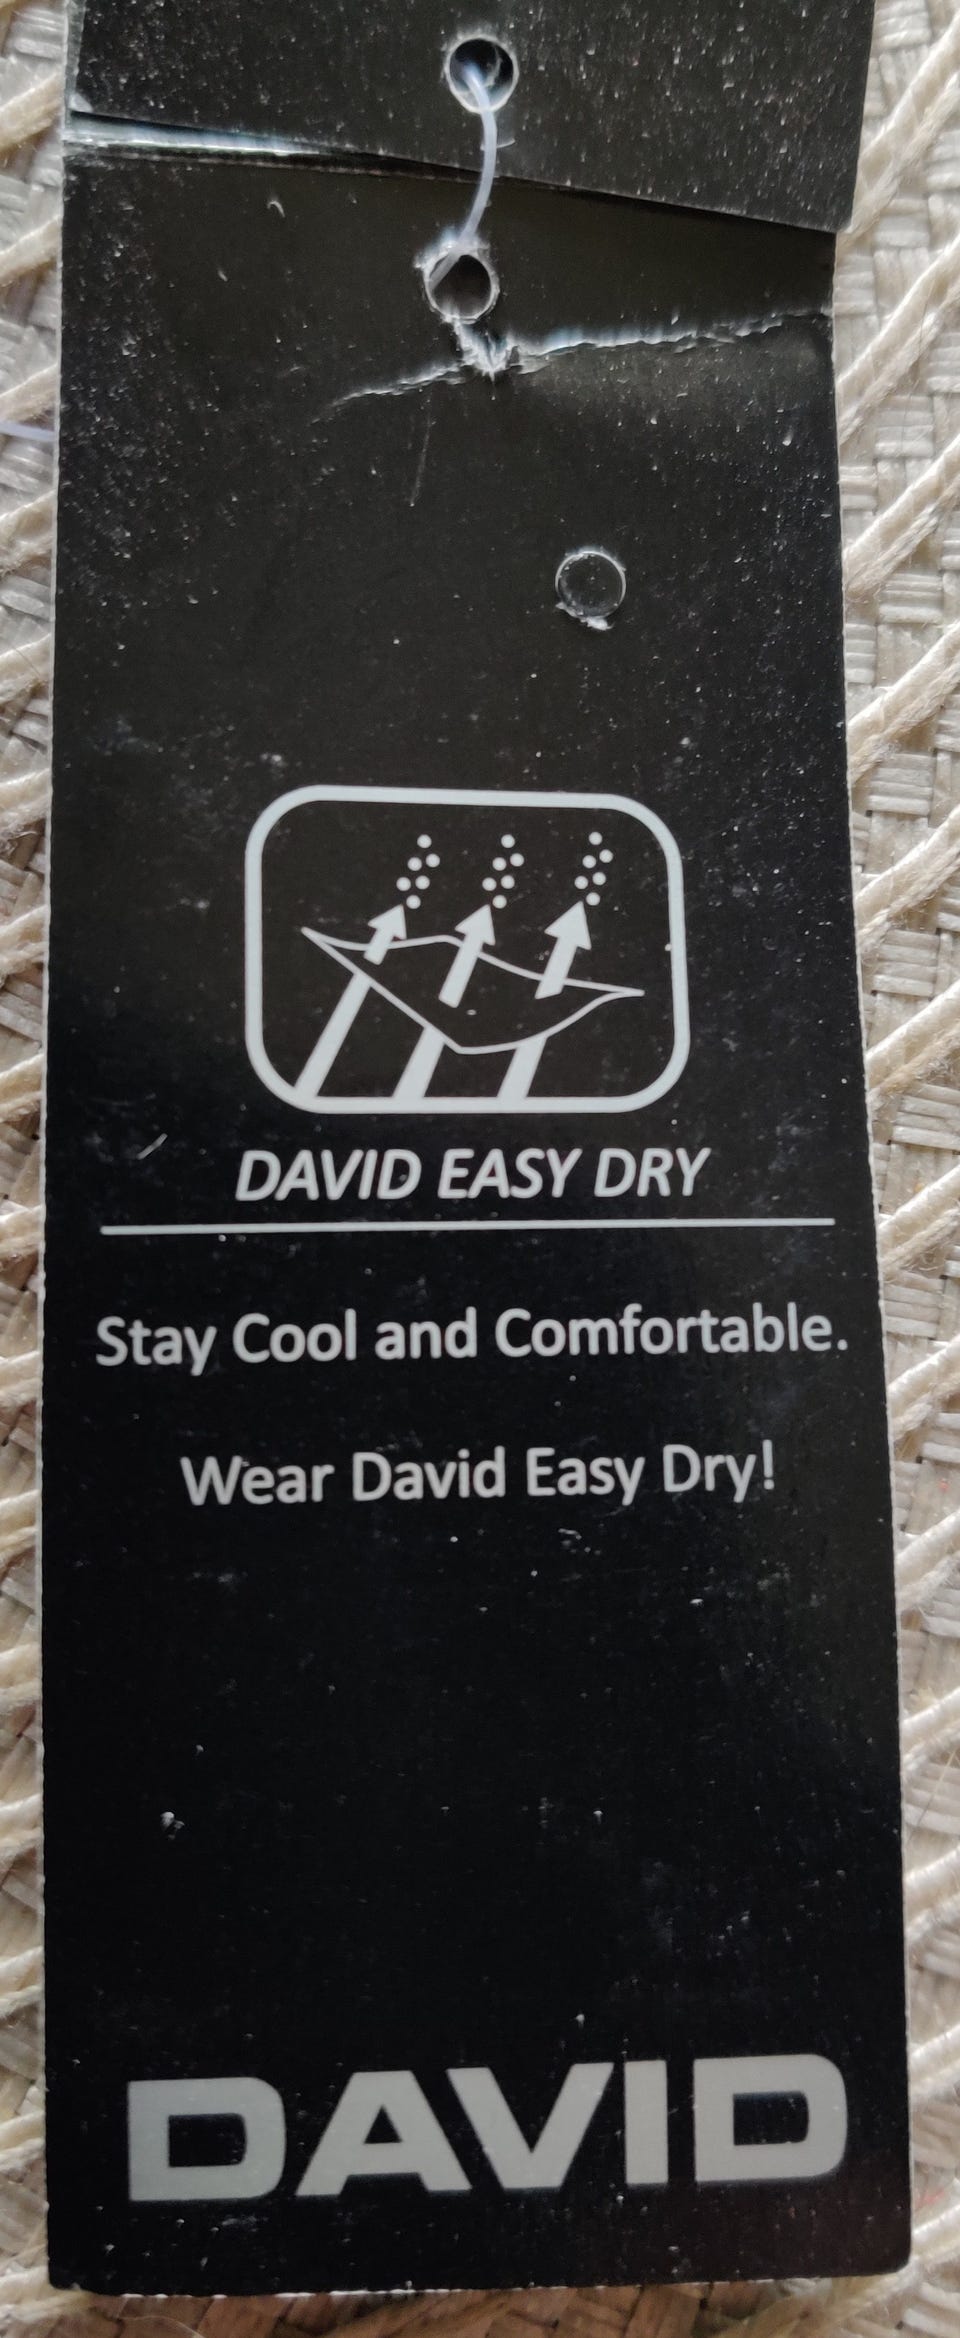 DAVID EASY DRY
Stay Cool and Comfortable.
Wear David Easy Dry!
DAVID